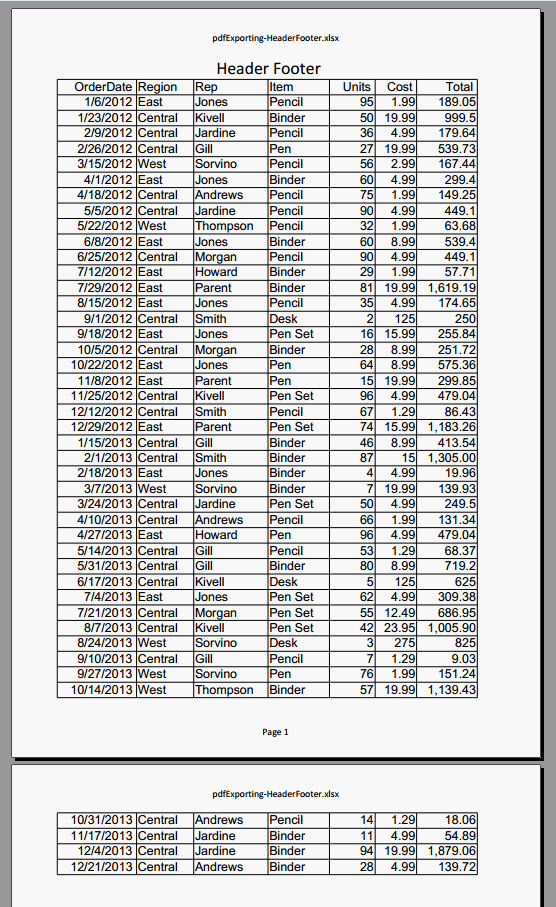 pdfExporting-HeaderFooter.xlsx
Header Footer
OrderDate Region Rep Item Units Cost Total
1/6/2012 East Jones Pencil 95 1.99 189.05
1/23/2012 Central Kivell Binder 50 19.99 999.5
2/9/2012 Central Jardine Pencil 36 4.99 179.64
2/26/2012 Central Gill Pen 27 19.99 539.73
3/15/2012 West Sorvino Pencil 56 2.99 167.44
4/1/2012 East Jones Binder 60 4.99 299.4
4/18/2012 Central Andrews Pencil 75 1.99 149.25
5/5/2012 Central Jardine Pencil 90 4.99 449.1
5/22/2012 West Thompson Pencil 32 1.99 63.68
6/8/2012 East Jones Binder 60 8.99 539.4
6/25/2012 Central Morgan Pencil 90 4.99 449.1
7/12/2012 East Howard Binder 29 1.99 57.71
7/29/2012 East Parent Binder 81 19.99 1,619.19
8/15/2012 East Jones Pencil 35 4.99 174.65
9/1/2012 Central Smith Desk 2 125 250
9/18/2012 East Jones Pen Set 16 15.99 255.84
10/5/2012 Central Morgan Binder 28 8.99 251.72
10/22/2012 East Jones Pen 64 8.99 575.36
11/8/2012 East Parent Pen 15 19.99 299.85
11/25/2012 Central Kivell Pen Set 96 4.99 479.04
12/12/2012 Central Smith Pencil 67 1.29 86.43
12/29/2012 East Parent Pen Set 74 15.99 1,183.26
1/15/2013 Central Gill Binder 46 8.99 413.54
2/1/2013 Central Smith Binder 87 15 1,305.00
2/18/2013 East Jones Binder 4 4.99 19.96
3/7/2013 West Sorvino Binder 7 19.99 139.93
3/24/2013 Central Jardine Pen Set 50 4.99 249.5
4/10/2013 Central Andrews Pencil 66 1.99 131.34
4/27/2013 East Howard Pen 96 4.99 479.04
5/14/2013 Central Gill Pencil 53 1.29 68.37
5/31/2013 Central Gill Binder 80 8.99 719.2
6/17/2013 Central Kivell Desk 5 125 625
7/4/2013 East Jones Pen Set 62 4.99 309.38
7/21/2013 Central Morgan Pen Set 55 12.49 686.95
8/7/2013 Central Kivell Pen Set 42 23.95 1,005.90
8/24/2013 West Sorvino Desk 3 275 825
9/10/2013 Central Gill Pencil 7 1.29 9.03
9/27/2013 West Sorvino Pen 76 1.99 151.24
10/14/2013 West Thompson Binder 57 19.99 1,139.43
Page 1
pdfExporting-HeaderFooter.xlsx
10/31/2013 Central Andrews Pencil 14 1.29 18.06
11/17/2013 Central Jardine Binder 11 4.99 54.89
12/4/2013 Central Jardine Binder 94 19.99 1,879.06
12/21/2013 Central Andrews Binder 28 4.99 139.72